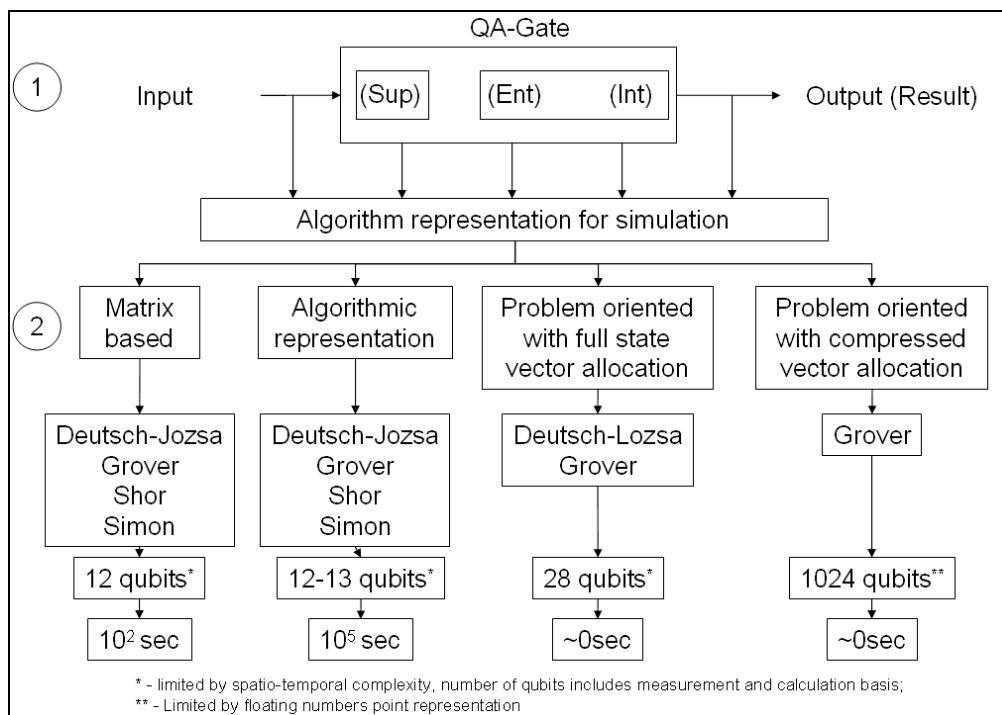 QA-Gate
1
Input
(Sup)
(Ent)
(Int)
Output (Result)
Algorithm representation for simulation
2
Matrix
based
Algorithmic
representation
Problem oriented
with full state
vector allocation
Problem oriented
with compressed
vector allocation
Deutsch-Jozsa
Grover
Shor
Simon
Deutsch-Jozsa
Grover
Shor
Simon
Deutsch-Lozsa
Grover
Grover
12 qubits*
12-13 qubits*
28 qubits*
1024 qubits**
10² sec
10⁵ sec
~0sec
~0sec
* - limited by spatio-temporal complexity, number of qubits includes measurement and calculation basis;
** - Limited by floating numbers point representation